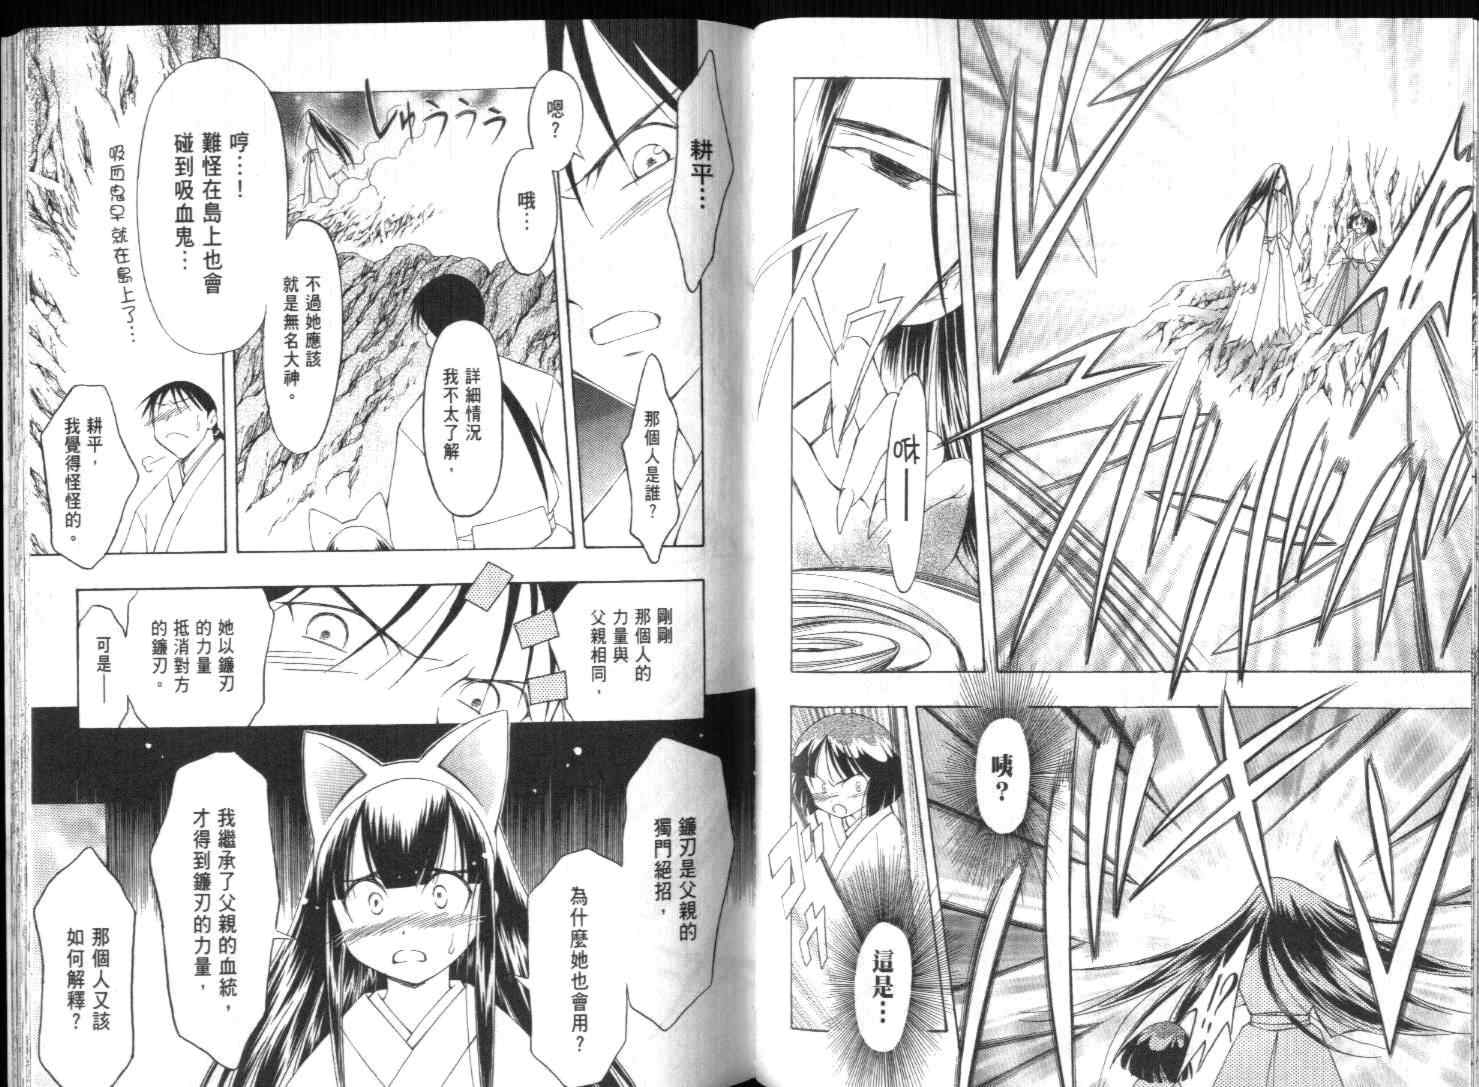 咻──
咦？
這是…
耕平…
那個人是誰？
嗯？
哦…
しゅううう
詳細情況
我不太了解，
不過她應該
就是無名大神。
哼…！
難怪在島上也會
碰到吸血鬼…
吸血鬼早就在島上了…
耕平，
我覺得怪怪的。
剛剛
那個人的
力量與
父親相同，
她以鐮刃
的力量
抵消對方
的鐮刃。
可是──
鐮刃是父親的
獨門絕招，
為什麼她也會用？
我繼承了父親的血統，
才得到鐮刃的力量，
那個人又該
如何解釋？